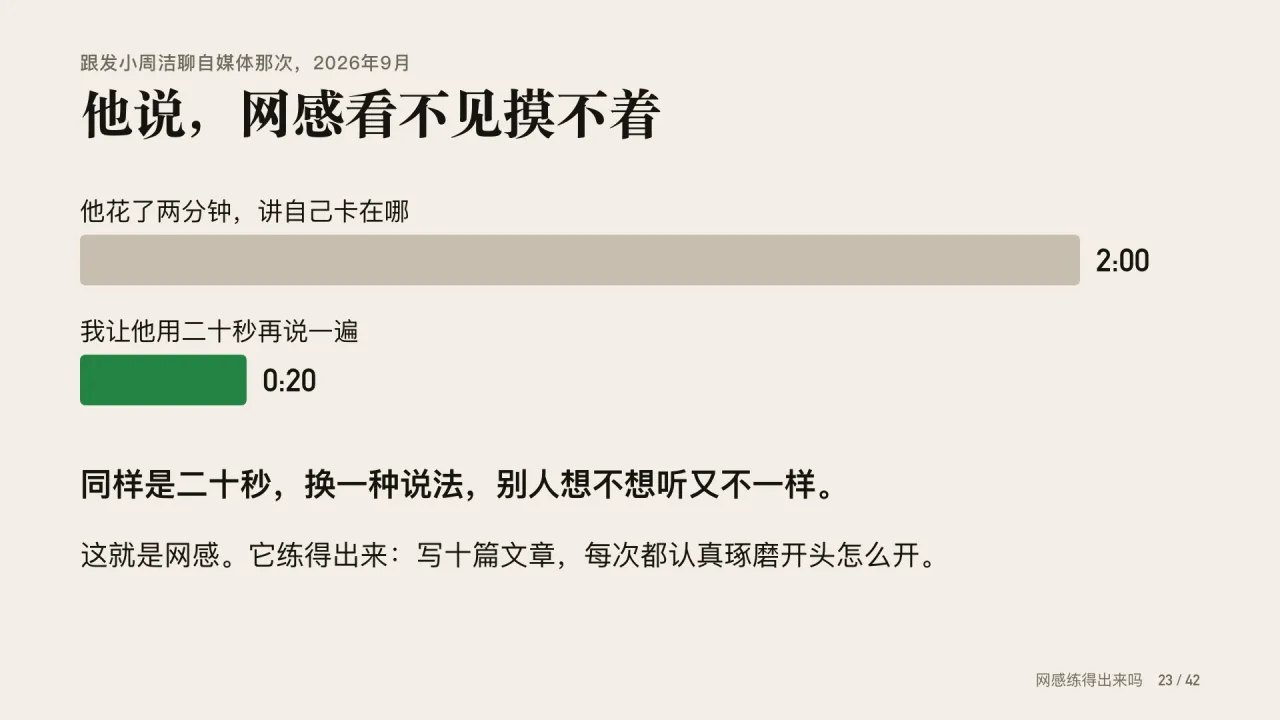 跟发小周洁聊自媒体那次，2026年9月
他说，网感看不见摸不着
他花了两分钟，讲自己卡在哪
2:00
我让他用二十秒再说一遍
0:20
同样是二十秒，换一种说法，别人想不想听又不一样。
这就是网感。它练得出来：写十篇文章，每次都认真琢磨开头怎么开。
网感练得出来吗 23 / 42